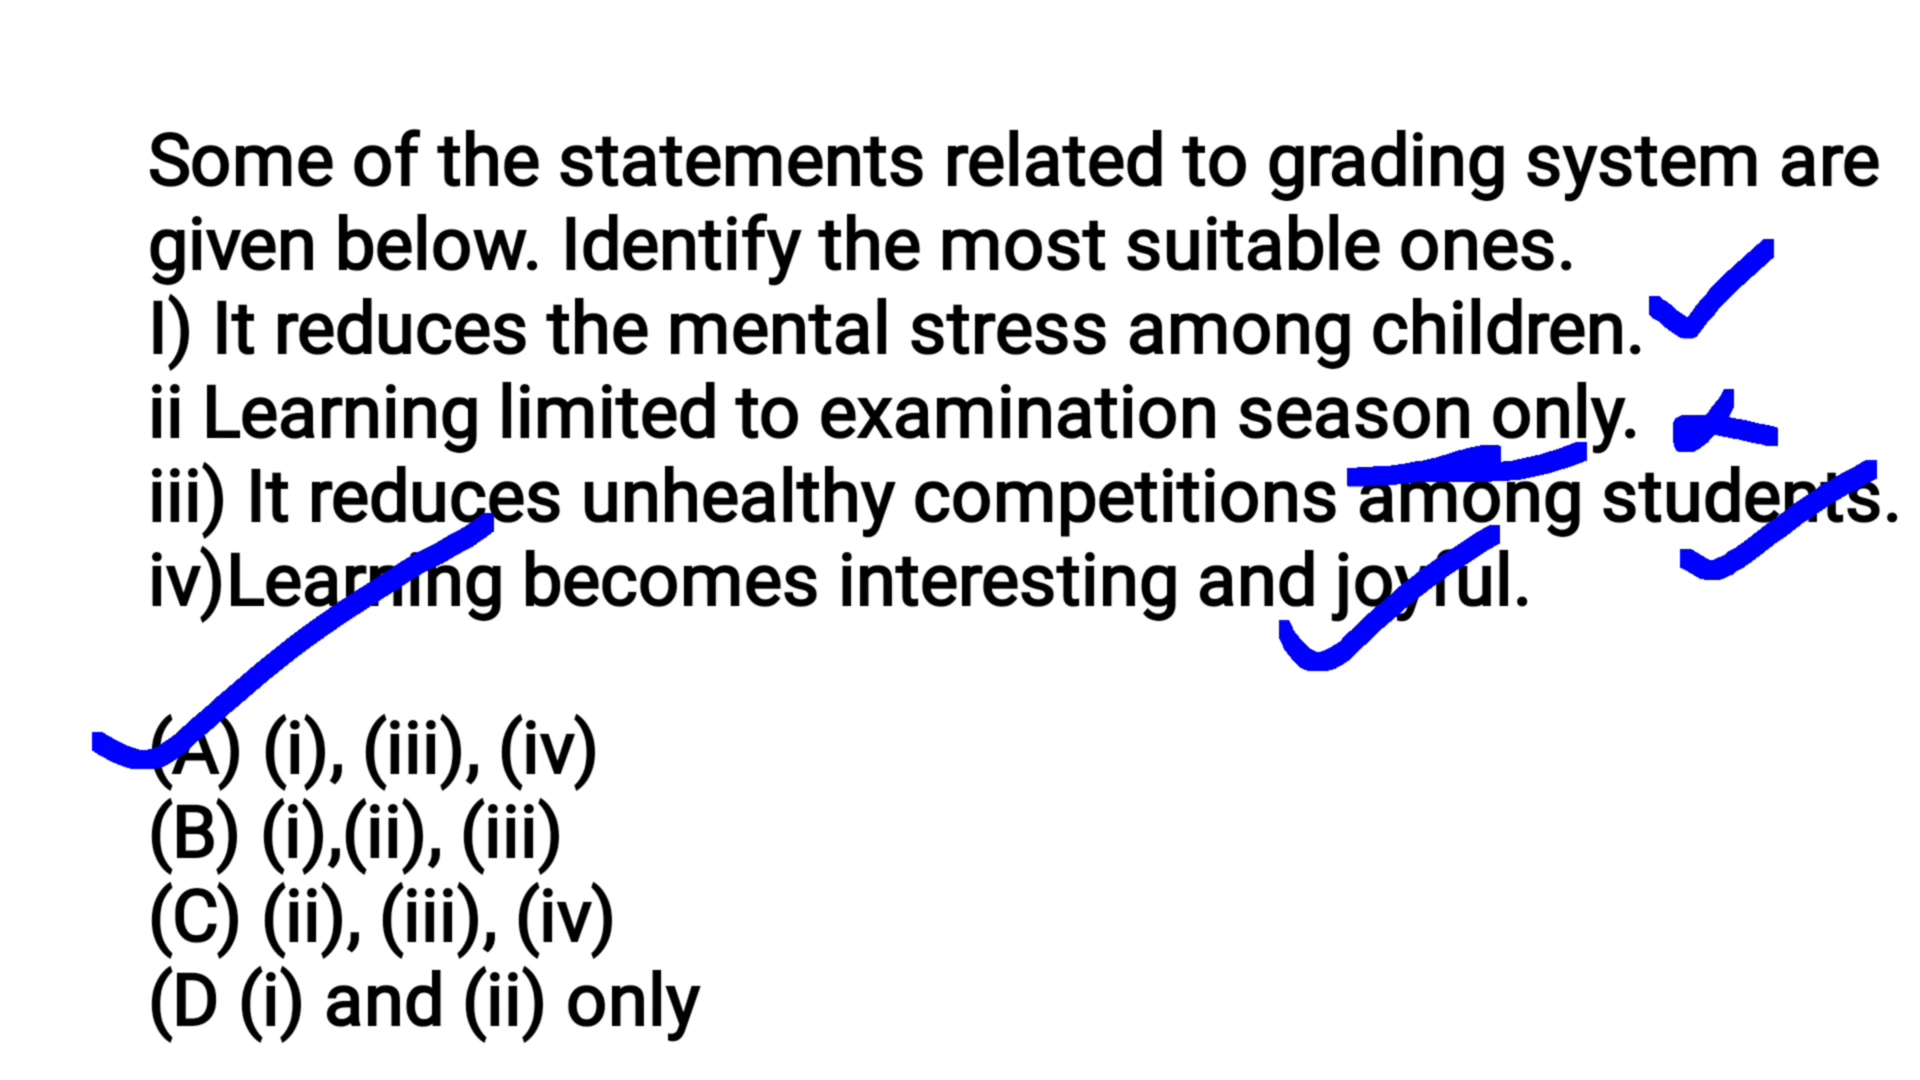 Some of the statements related to grading system are
given below. Identify the most suitable ones.
I) It reduces the mental stress among children.
ii Learning limited to examination season only.
iii) It reduces unhealthy competitions among students.
iv)Learning becomes interesting and joyful.
(A) (i), (iii), (iv)
(B) (i),(ii), (iii)
(C) (ii), (iii), (iv)
(D (i) and (ii) only